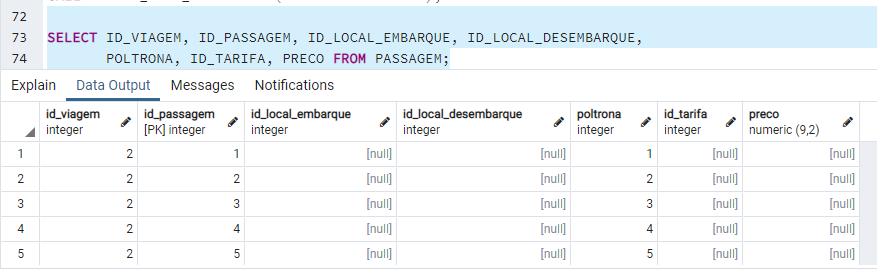 72
73 SELECT ID_VIAGEM, ID_PASSAGEM, ID_LOCAL_EMBARQUE, ID_LOCAL_DESEMBARQUE,
74 POLTRONA, ID_TARIFA, PRECO FROM PASSAGEM;
Explain Data Output Messages Notifications
id_viagem id_passagem id_local_embarque id_local_desembarque poltrona id_tarifa preco
integer [PK] integer integer integer integer integer numeric (9,2)
1 2 1 [null] [null] 1 [null] [null]
2 2 2 [null] [null] 2 [null] [null]
3 2 3 [null] [null] 3 [null] [null]
4 2 4 [null] [null] 4 [null] [null]
5 2 5 [null] [null] 5 [null] [null]